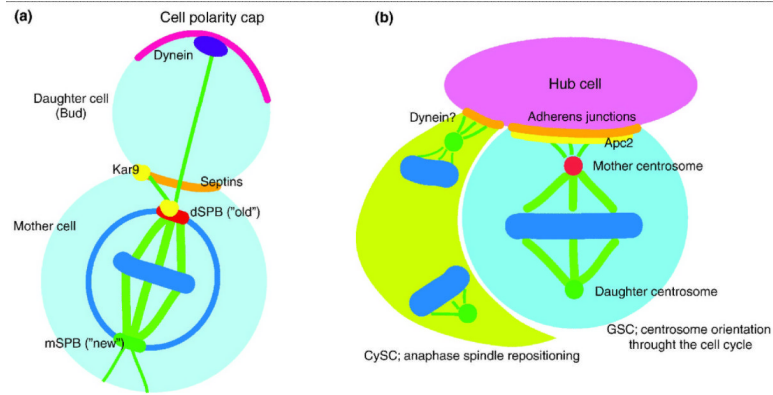 (a)
Cell polarity cap
Dynein
Daughter cell
(Bud)
Kar9
Septins
dSPB ("old")
Mother cell
mSPB ("new")
(b)
Hub cell
Dynein?
Adherens junctions
Apc2
Mother centrosome
Daughter centrosome
GSC; centrosome orientation
throught the cell cycle
CySC; anaphase spindle repositioning